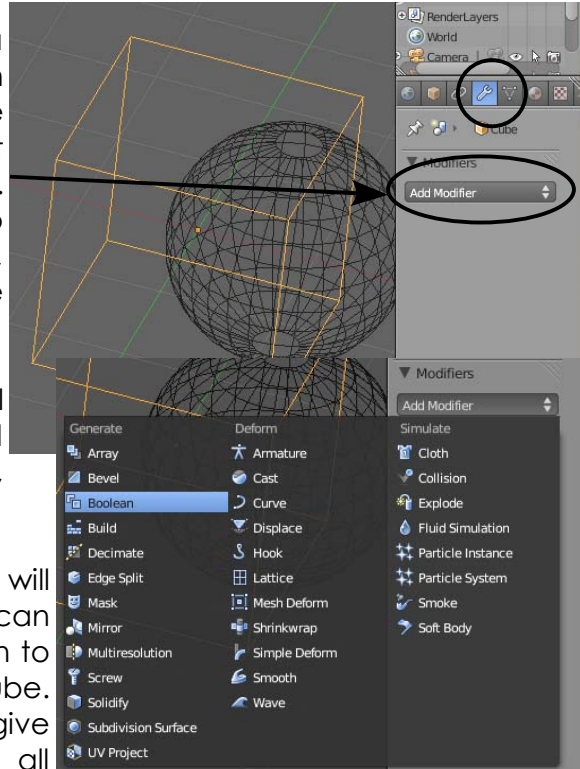 RenderLayers
World
Camera
Cube
Modifiers
Add Modifier
Modifiers
Add Modifier
Generate
Array
Bevel
Boolean
Build
Decimate
Edge Split
Mask
Mirror
Multiresolution
Screw
Solidify
Subdivision Surface
UV Project
Deform
Armature
Cast
Curve
Displace
Hook
Lattice
Mesh Deform
Shrinkwrap
Simple Deform
Smooth
Wave
Simulate
Cloth
Collision
Explode
Fluid Simulation
Particle Instance
Particle System
Smoke
Soft Body
will
can
to
give
all